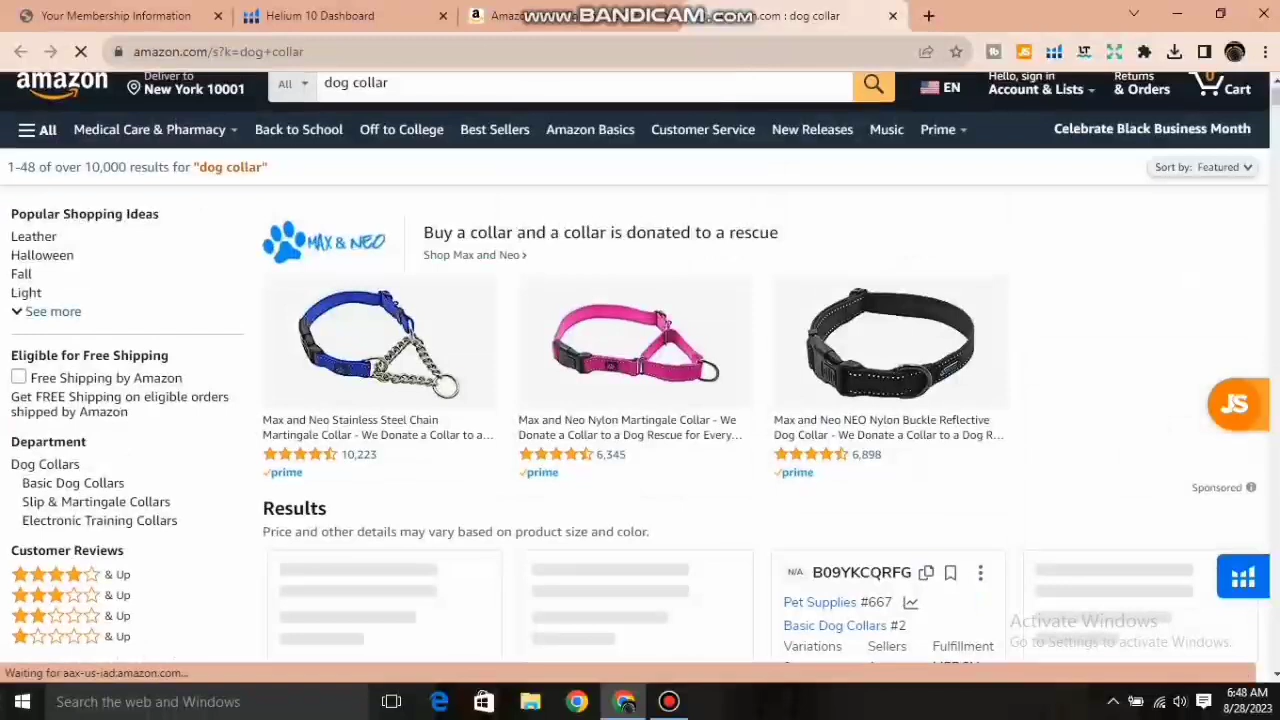 Your Membership Information
Helium 10 Dashboard
Amaz
www.BANDICAM.com
.com : dog collar
amazon.com/s?k=dog+collar
amazon
Deliver to
New York 10001
All
dog collar
EN
Hello, sign in
Account & Lists
Returns
& Orders
0
Cart
All
Medical Care & Pharmacy
Back to School
Off to College
Best Sellers
Amazon Basics
Customer Service
New Releases
Music
Prime
Celebrate Black Business Month
1-48 of over 10,000 results for "dog collar"
Sort by: Featured
Popular Shopping Ideas
Leather
Halloween
Fall
Light
See more
Eligible for Free Shipping
Free Shipping by Amazon
Get FREE Shipping on eligible orders
shipped by Amazon
Department
Dog Collars
Basic Dog Collars
Slip & Martingale Collars
Electronic Training Collars
Customer Reviews
& Up
& Up
& Up
& Up
MAX & NEO
Buy a collar and a collar is donated to a rescue
Shop Max and Neo ›
Max and Neo Stainless Steel Chain
Martingale Collar - We Donate a Collar to a...
10,223
prime
Max and Neo Nylon Martingale Collar - We
Donate a Collar to a Dog Rescue for Every...
6,345
prime
Max and Neo NEO Nylon Buckle Reflective
Dog Collar - We Donate a Collar to a Dog R...
6,898
prime
Sponsored
JS
Results
Price and other details may vary based on product size and color.
N/A B09YKCQRFG
Pet Supplies #667
Basic Dog Collars #2
Variations Sellers Fulfillment
Activate Windows
Go to Settings to activate Windows.
Waiting for aax-us-iad.amazon.com...
Search the web and Windows
6:48 AM
8/28/2023